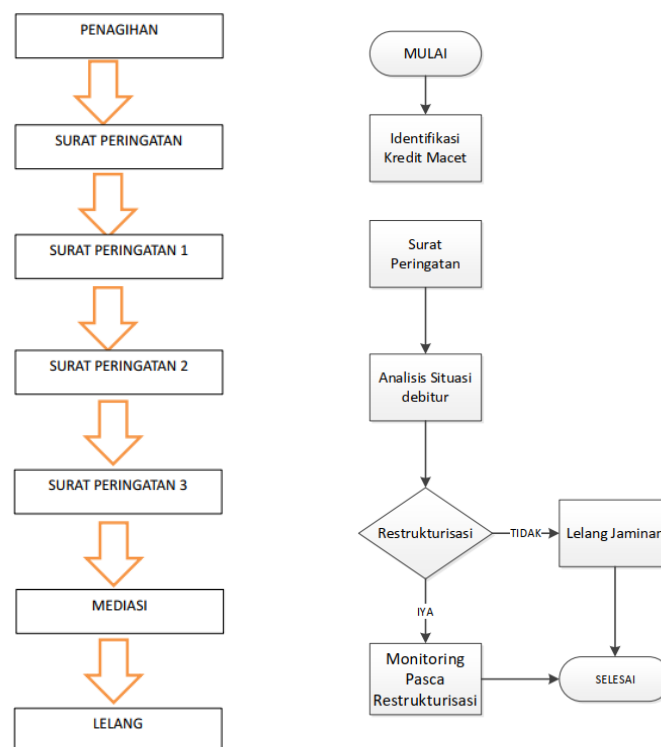 PENAGIHAN
SURAT PERINGATAN
SURAT PERINGATAN 1
SURAT PERINGATAN 2
SURAT PERINGATAN 3
MEDIASI
LELANG
MULAI
Identifikasi
Kredit Macet
Surat
Peringatan
Analisis Situasi
debitur
Restrukturisasi
TIDAK
Lelang Jaminan
IYA
Monitoring
Pasca
Restrukturisasi
SELESAI